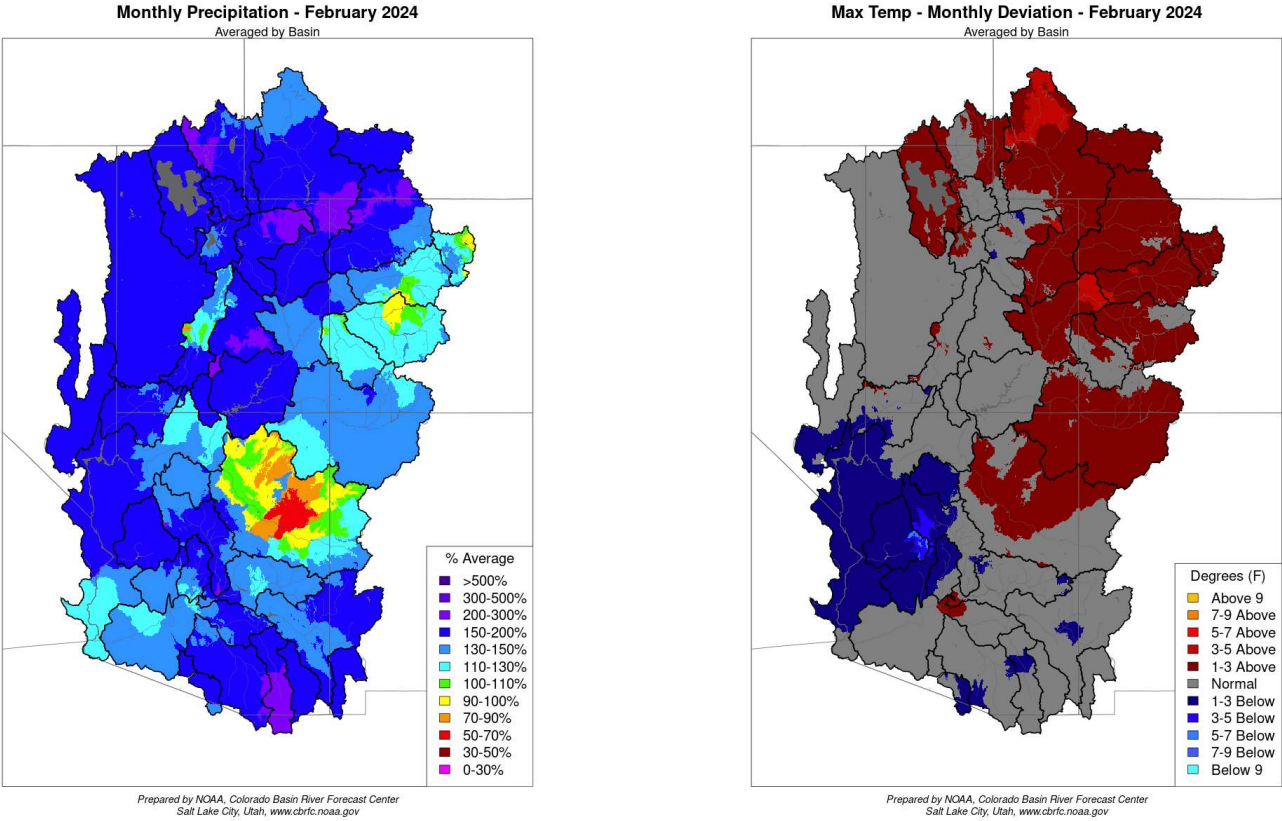 Monthly Precipitation - February 2024
Averaged by Basin
% Average
>500%
300-500%
200-300%
150-200%
130-150%
110-130%
100-110%
90-100%
70-90%
50-70%
30-50%
0-30%
Prepared by NOAA, Colorado Basin River Forecast Center
Salt Lake City, Utah, www.cbrfc.noaa.gov
Max Temp - Monthly Deviation - February 2024
Averaged by Basin
Degrees (F)
Above 9
7-9 Above
5-7 Above
3-5 Above
1-3 Above
Normal
1-3 Below
3-5 Below
5-7 Below
7-9 Below
Below 9
Prepared by NOAA, Colorado Basin River Forecast Center
Salt Lake City, Utah, www.cbrfc.noaa.gov